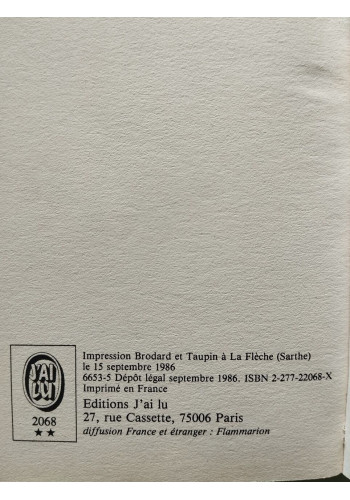 Impression Brodard et Taupin à La Flèche (Sarthe)
le 15 septembre 1986
6653-5 Dépôt légal septembre 1986. ISBN 2-277-22068-X
Imprimé en France
Editions J'ai lu
27, rue Cassette, 75006 Paris
diffusion France et étranger : Flammarion
J'AI
LU
2068
★★